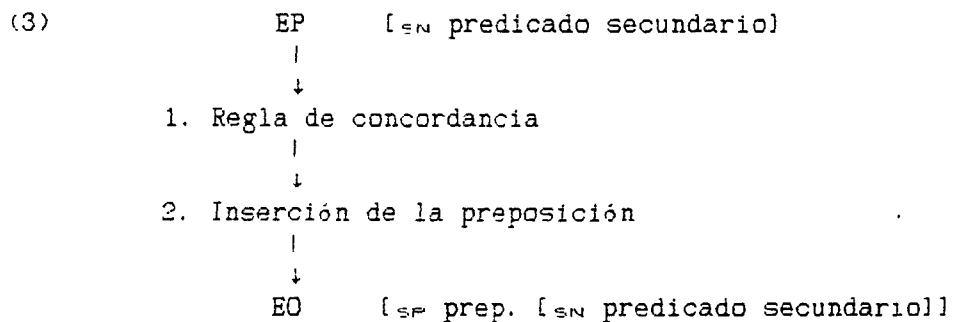 (3) EP [SN predicado secundario]
|
↓
1. Regla de concordancia
|
↓
2. Inserción de la preposición
|
↓
EO [SP prep. [SN predicado secundario]]